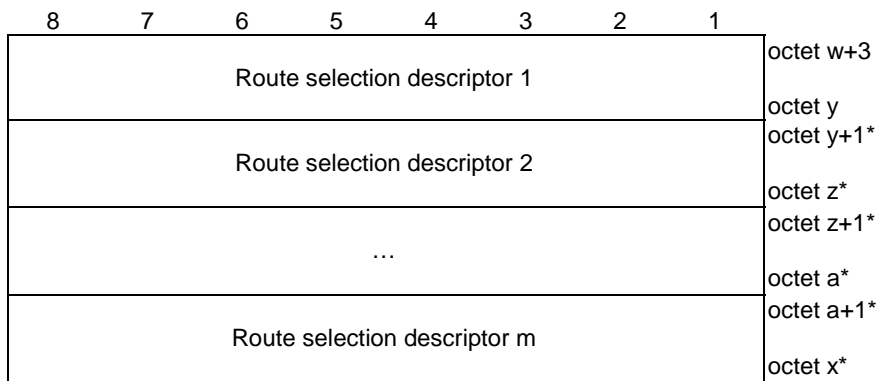 8 7 6 5 4 3 2 1
octet w+3
Route selection descriptor 1
octet y
octet y+1*
Route selection descriptor 2
octet z*
octet z+1*
…
octet a*
octet a+1*
Route selection descriptor m
octet x*